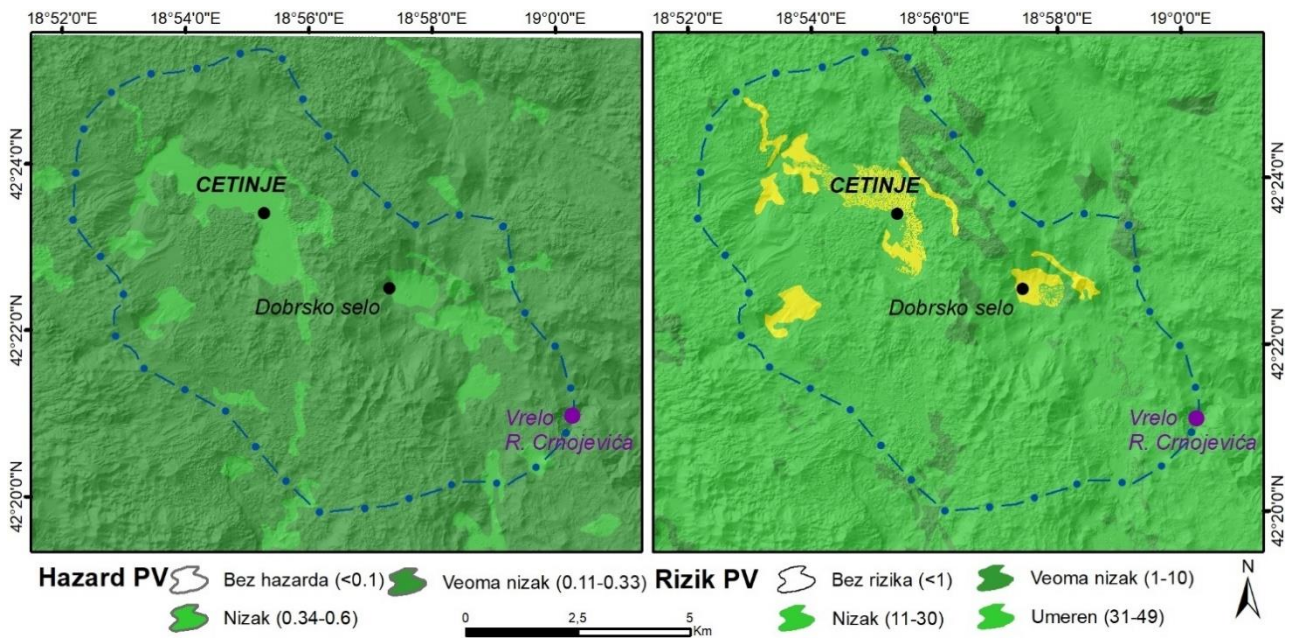 18°52'0"E 18°54'0"E 18°56'0"E 18°58'0"E 19°0'0"E 18°52'0"E 18°54'0"E 18°56'0"E 18°58'0"E 19°0'0"E
42°24'0"N
42°22'0"N
42°20'0"N
CETINJE
Dobrsko selo
Vrelo
R. Crnojevića
CETINJE
Dobrsko selo
Vrelo
R. Crnojevića
42°24'0"N
42°22'0"N
42°20'0"N
Hazard PV Bez hazarda (<0.1) Veoma nizak (0.11-0.33)
Nizak (0.34-0.6)
0 2,5 5
Km
Rizik PV Bez rizika (<1) Veoma nizak (1-10)
Nizak (11-30) Umeren (31-49)
N